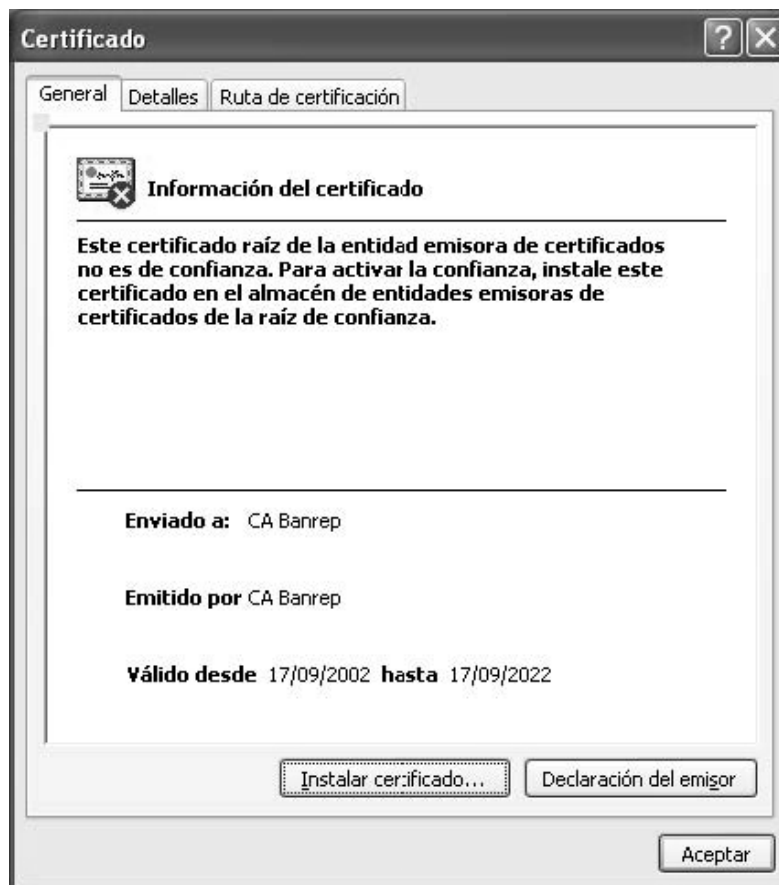 Certificado
General Detalles Ruta de certificación
Información del certificado
Este certificado raíz de la entidad emisora de certificados
no es de confianza. Para activar la confianza, instale este
certificado en el almacén de entidades emisoras de
certificados de la raíz de confianza.
Enviado a: CA Banrep
Emitido por CA Banrep
Válido desde 17/09/2002 hasta 17/09/2022
Instalar certificado... Declaración del emisor
Aceptar